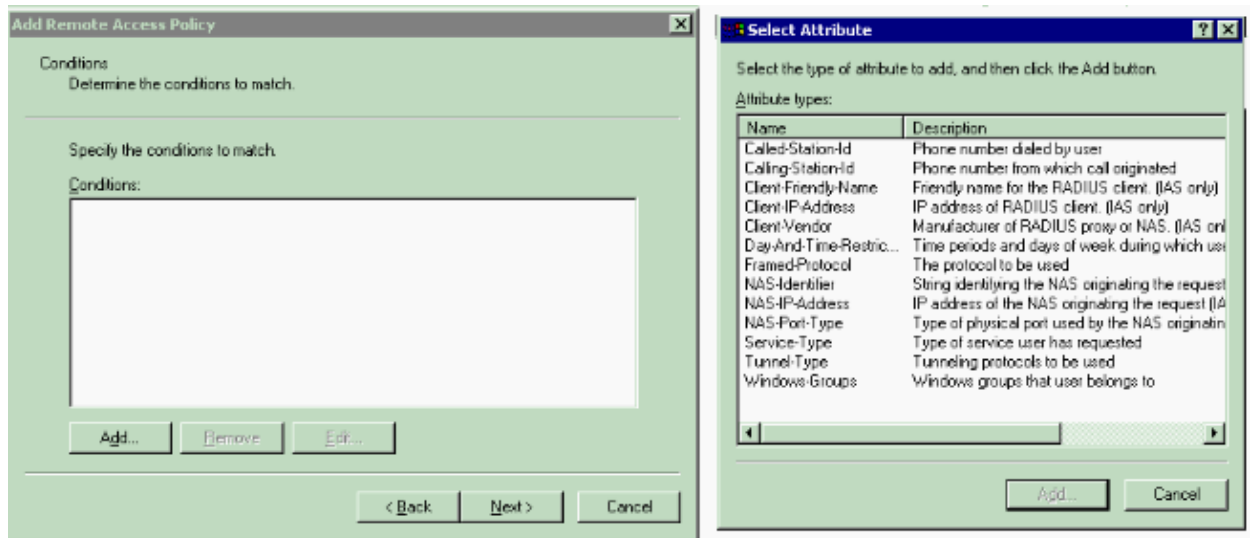 Add Remote Access Policy
Conditions
Determine the conditions to match.
Specify the conditions to match.
Conditions:
Add...
Remove
Edit...
< Back
Next >
Cancel
Select Attribute
Select the type of attribute to add, and then click the Add button.
Attribute types:
Name Description
Called-Station-Id Phone number dialed by user
Calling-Station-Id Phone number from which call originated
Client-Friendly-Name Friendly name for the RADIUS client. (IAS only)
Client-IP-Address IP address of RADIUS client. (IAS only)
Client-Vendor Manufacturer of RADIUS proxy or NAS. (IAS onl
Day-And-Time-Restric... Time periods and days of week during which use
Framed-Protocol The protocol to be used
NAS-Identifier String identifying the NAS originating the request
NAS-IP-Address IP address of the NAS originating the request (IA
NAS-Port-Type Type of physical port used by the NAS originatin
Service-Type Type of service user has requested
Tunnel-Type Tunneling protocols to be used
Windows-Groups Windows groups that user belongs to
Add...
Cancel